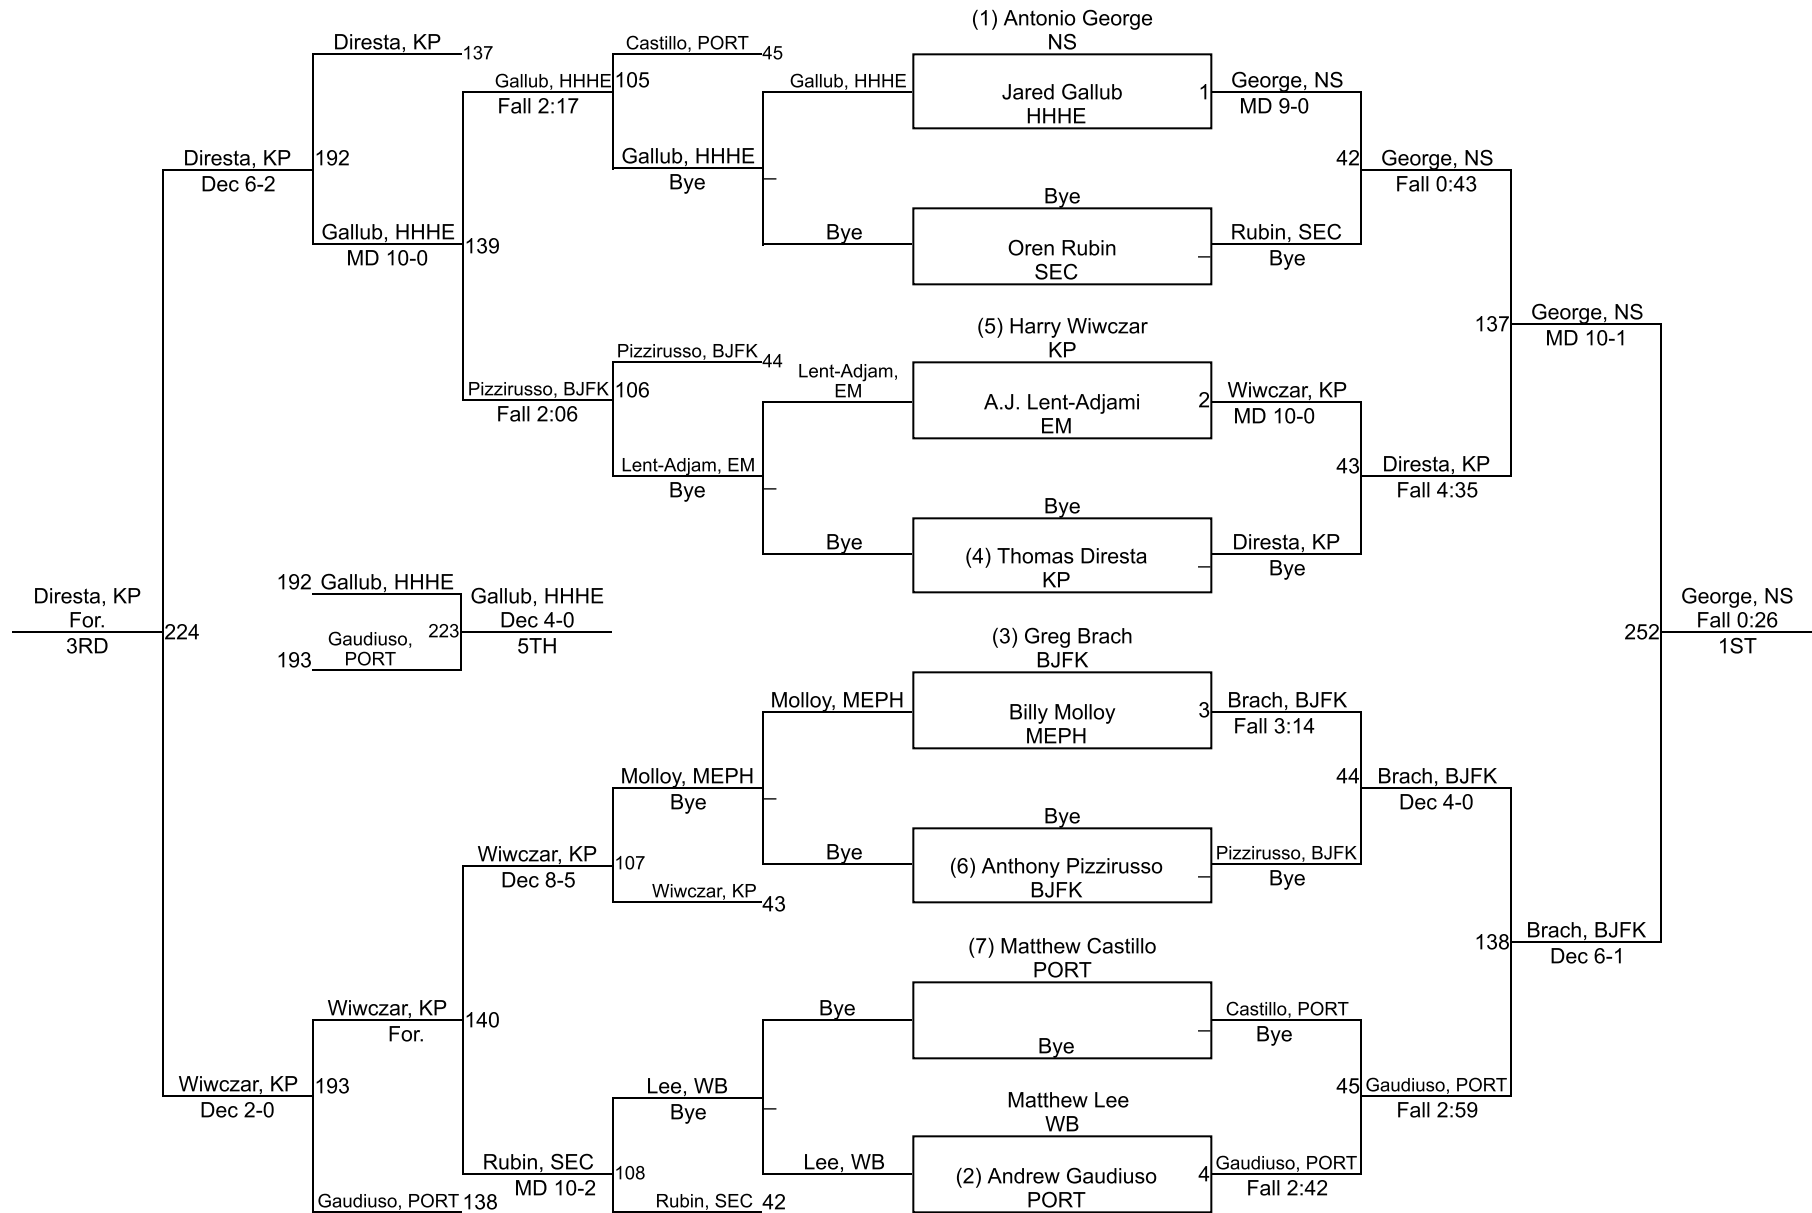 (1) Antonio George
NS
Diresta, KP
137
Castillo, PORT
45
Gallub, HHHE
105
Fall 2:17
Gallub, HHHE
Jared Gallub
HHHE
1
George, NS
MD 9-0
Diresta, KP
192
Dec 6-2
Gallub, HHHE
Bye
42
George, NS
Fall 0:43
Bye
Gallub, HHHE
139
MD 10-0
Bye
Oren Rubin
SEC
Rubin, SEC
Bye
(5) Harry Wiwczar
KP
137
George, NS
MD 10-1
Pizzirusso, BJFK
44
Lent-Adjam,
EM
Pizzirusso, BJFK
106
Fall 2:06
A.J. Lent-Adjami
EM
2
Wiwczar, KP
MD 10-0
Lent-Adjam, EM
Bye
43
Diresta, KP
Fall 4:35
Bye
Bye
(4) Thomas Diresta
KP
Diresta, KP
Bye
192
Gallub, HHHE
Diresta, KP
For.
3RD
224
Gallub, HHHE
Dec 4-0
5TH
223
Gaudiuso,
PORT
193
(3) Greg Brach
BJFK
252
George, NS
Fall 0:26
1ST
Molloy, MEPH
Billy Molloy
MEPH
3
Brach, BJFK
Fall 3:14
Molloy, MEPH
Bye
44
Brach, BJFK
Dec 4-0
Bye
Wiwczar, KP
107
Dec 8-5
Bye
(6) Anthony Pizzirusso
BJFK
Pizzirusso, BJFK
Bye
Wiwczar, KP
43
(7) Matthew Castillo
PORT
138
Brach, BJFK
Dec 6-1
Wiwczar, KP
140
For.
Bye
Bye
Castillo, PORT
Bye
Wiwczar, KP
193
Dec 2-0
Lee, WB
Bye
Matthew Lee
WB
45
Gaudiuso, PORT
Fall 2:59
Rubin, SEC
108
MD 10-2
Lee, WB
(2) Andrew Gaudiuso
PORT
4
Gaudiuso, PORT
Fall 2:42
Gaudiuso, PORT
138
Rubin, SEC
42